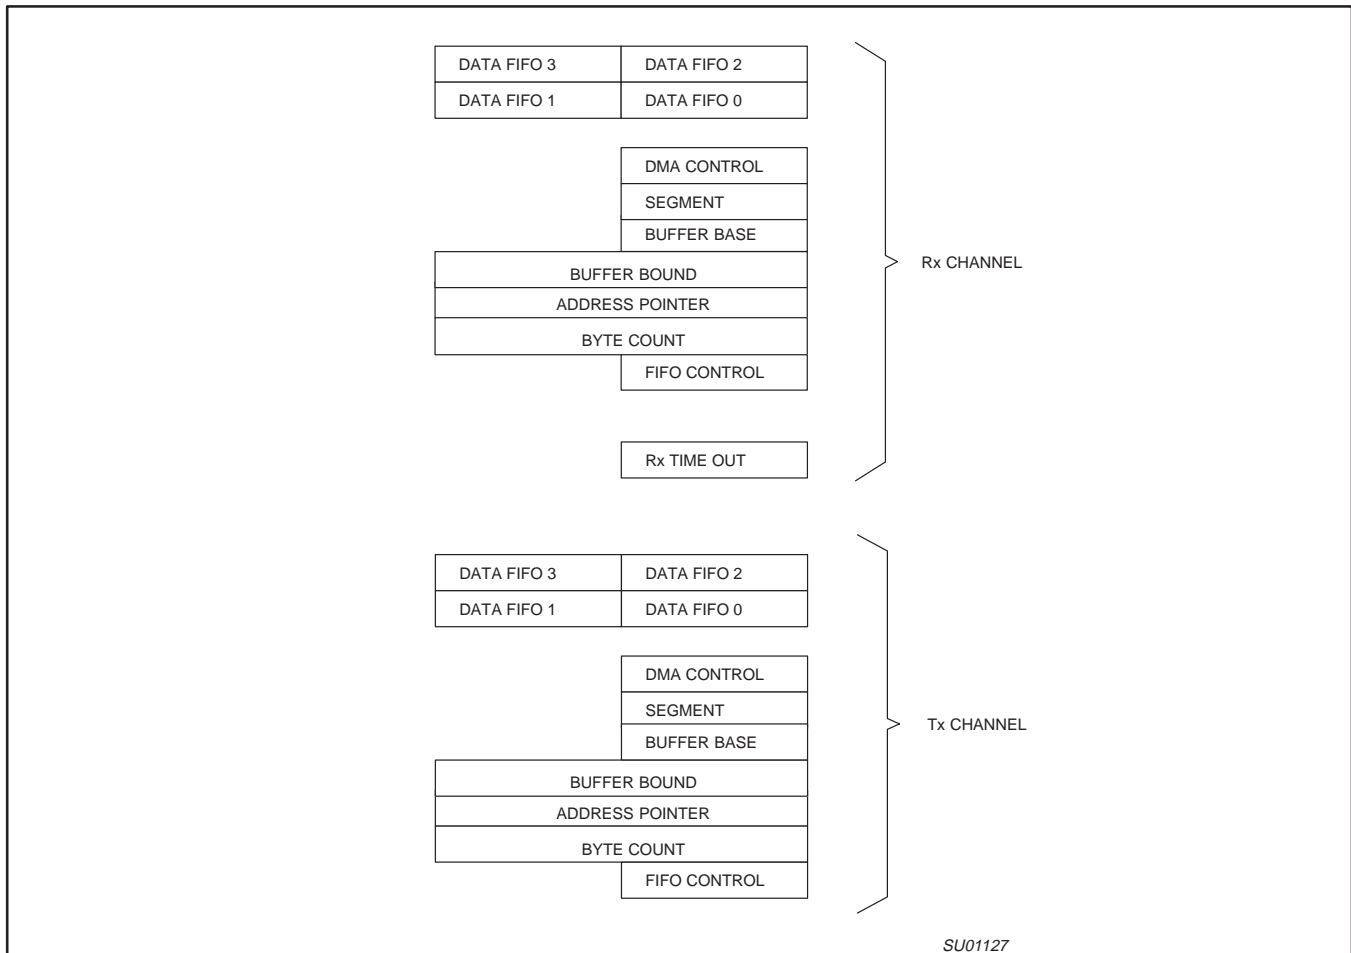 DATA FIFO 3 DATA FIFO 2
DATA FIFO 1 DATA FIFO 0
DMA CONTROL
SEGMENT
BUFFER BASE
BUFFER BOUND
ADDRESS POINTER
BYTE COUNT
FIFO CONTROL
Rx TIME OUT
Rx CHANNEL
DATA FIFO 3 DATA FIFO 2
DATA FIFO 1 DATA FIFO 0
DMA CONTROL
SEGMENT
BUFFER BASE
BUFFER BOUND
ADDRESS POINTER
BYTE COUNT
FIFO CONTROL
Tx CHANNEL
SU01127